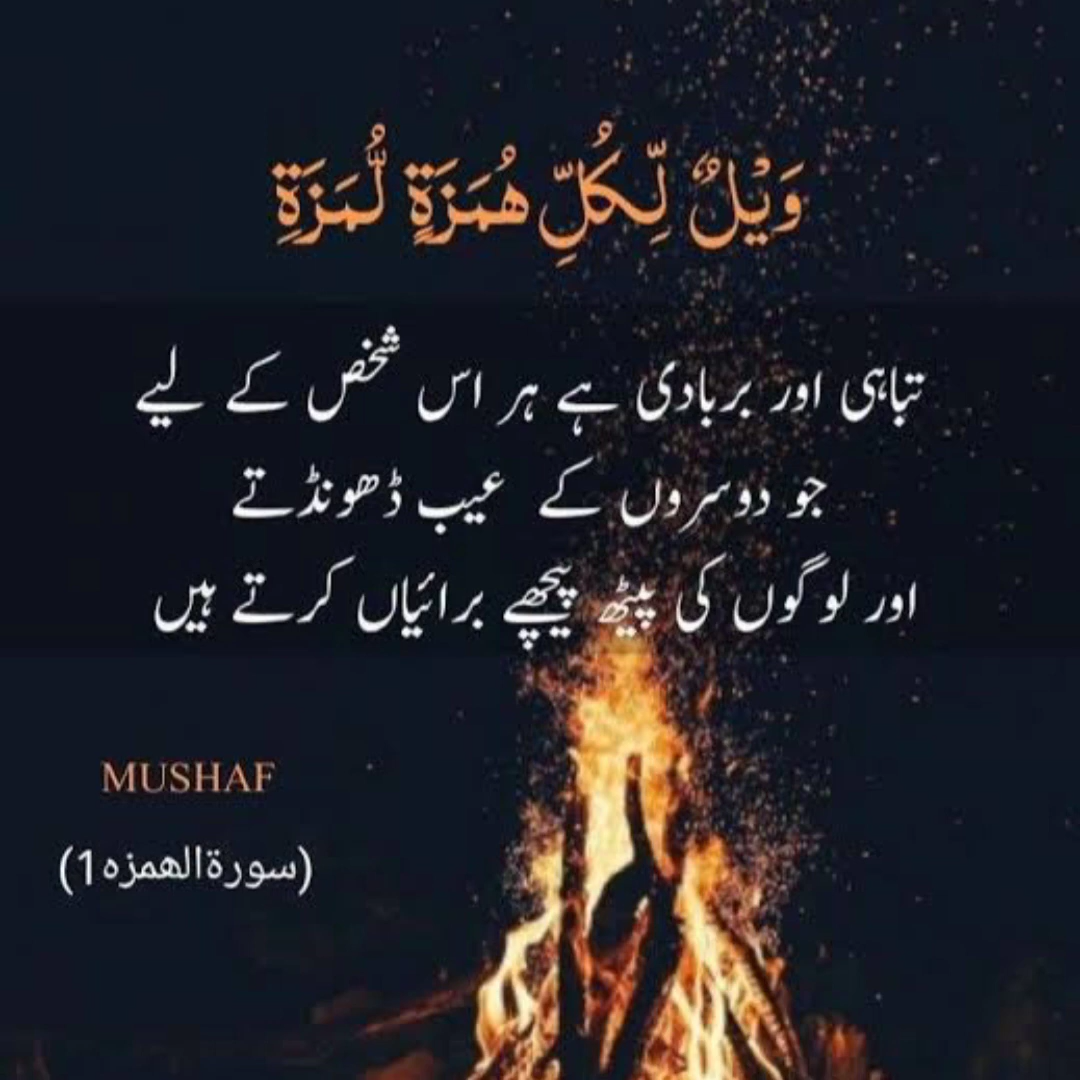 وَيْلٌ لِّكُلِّ هُمَزَةٍ لُّمَزَةِ
تباہی اور بربادی ہے ہر اس شخص کے لیے
جو دوسروں کے عیب ڈھونڈتے
اور لوگوں کی پیٹھ پیچھے برائیاں کرتے ہیں
MUSHAF
(سورۃالھمزہ1)